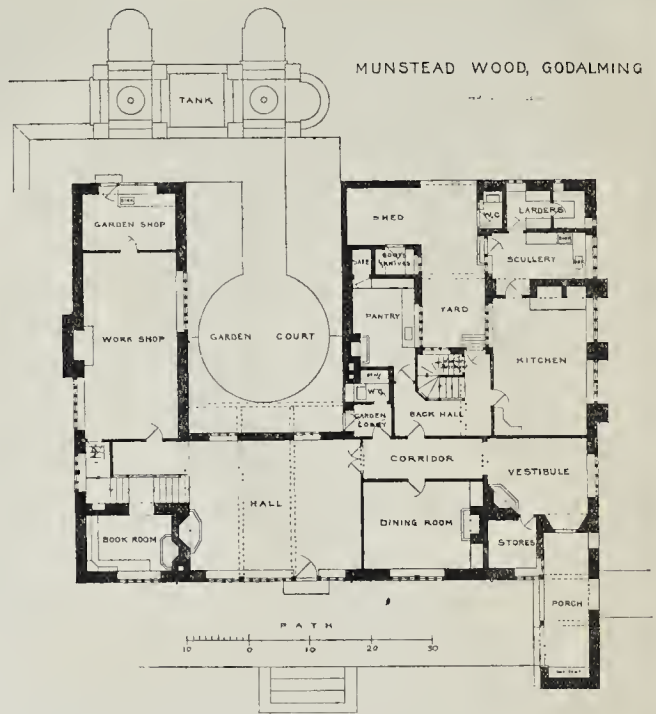 MUNSTEAD WOOD, GODALMING
TANK
GARDEN SHOP
SINK
SHED
W.C.
LARDERS
SCULLERY
SINK
SAFE
BOOTS
KNIVES
WORK SHOP
GARDEN COURT
PANTRY
YARD
KITCHEN
W.C.
GARDEN
LOBBY
BACK HALL
CORRIDOR
VESTIBULE
HALL
BOOK ROOM
DINING ROOM
STORES
PORCH
PATH
10 0 10 20 30